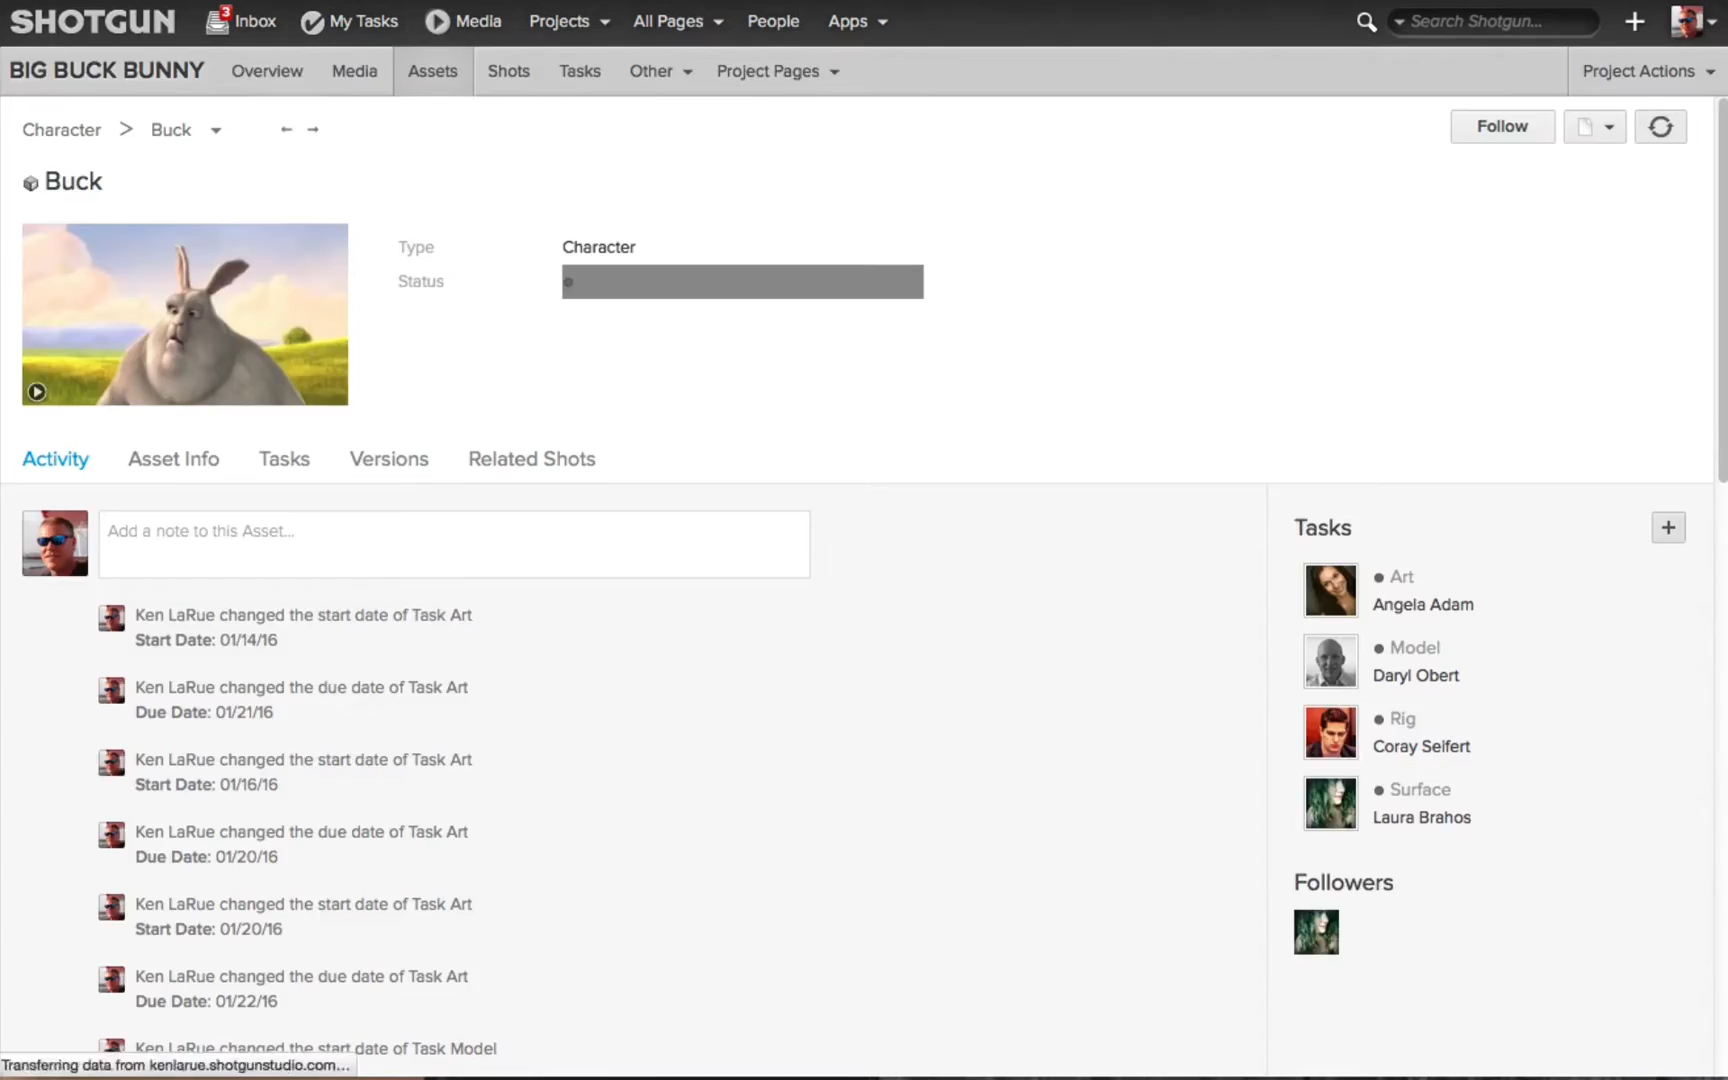 SHOTGUN 3 Inbox My Tasks Media Projects All Pages People Apps Search Shotgun...
BIG BUCK BUNNY Overview Media Assets Shots Tasks Other Project Pages Project Actions
Character > Buck ← → Follow
Buck
Type Character
Status
Activity Asset Info Tasks Versions Related Shots
Add a note to this Asset...
Ken LaRue changed the start date of Task Art
Start Date: 01/14/16
Ken LaRue changed the due date of Task Art
Due Date: 01/21/16
Ken LaRue changed the start date of Task Art
Start Date: 01/16/16
Ken LaRue changed the due date of Task Art
Due Date: 01/20/16
Ken LaRue changed the start date of Task Art
Start Date: 01/20/16
Ken LaRue changed the due date of Task Art
Due Date: 01/22/16
Ken LaRue changed the start date of Task Model
Transferring data from kenlarue.shotgunstudio.com...
Tasks +
Art
Angela Adam
Model
Daryl Obert
Rig
Coray Seifert
Surface
Laura Brahos
Followers